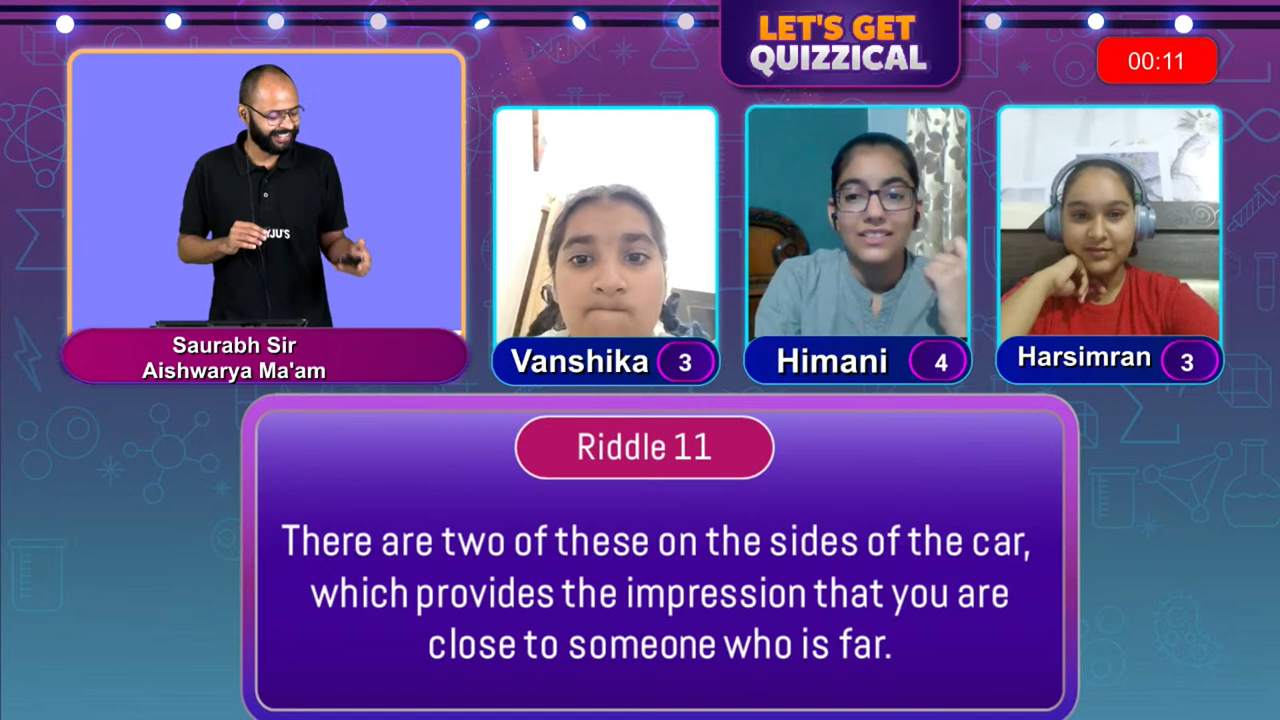 LET'S GET
QUIZZICAL
00:11
YJU'S
Saurabh Sir
Aishwarya Ma'am
Vanshika 3
Himani 4
Harsimran 3
Riddle 11
There are two of these on the sides of the car,
which provides the impression that you are
close to someone who is far.